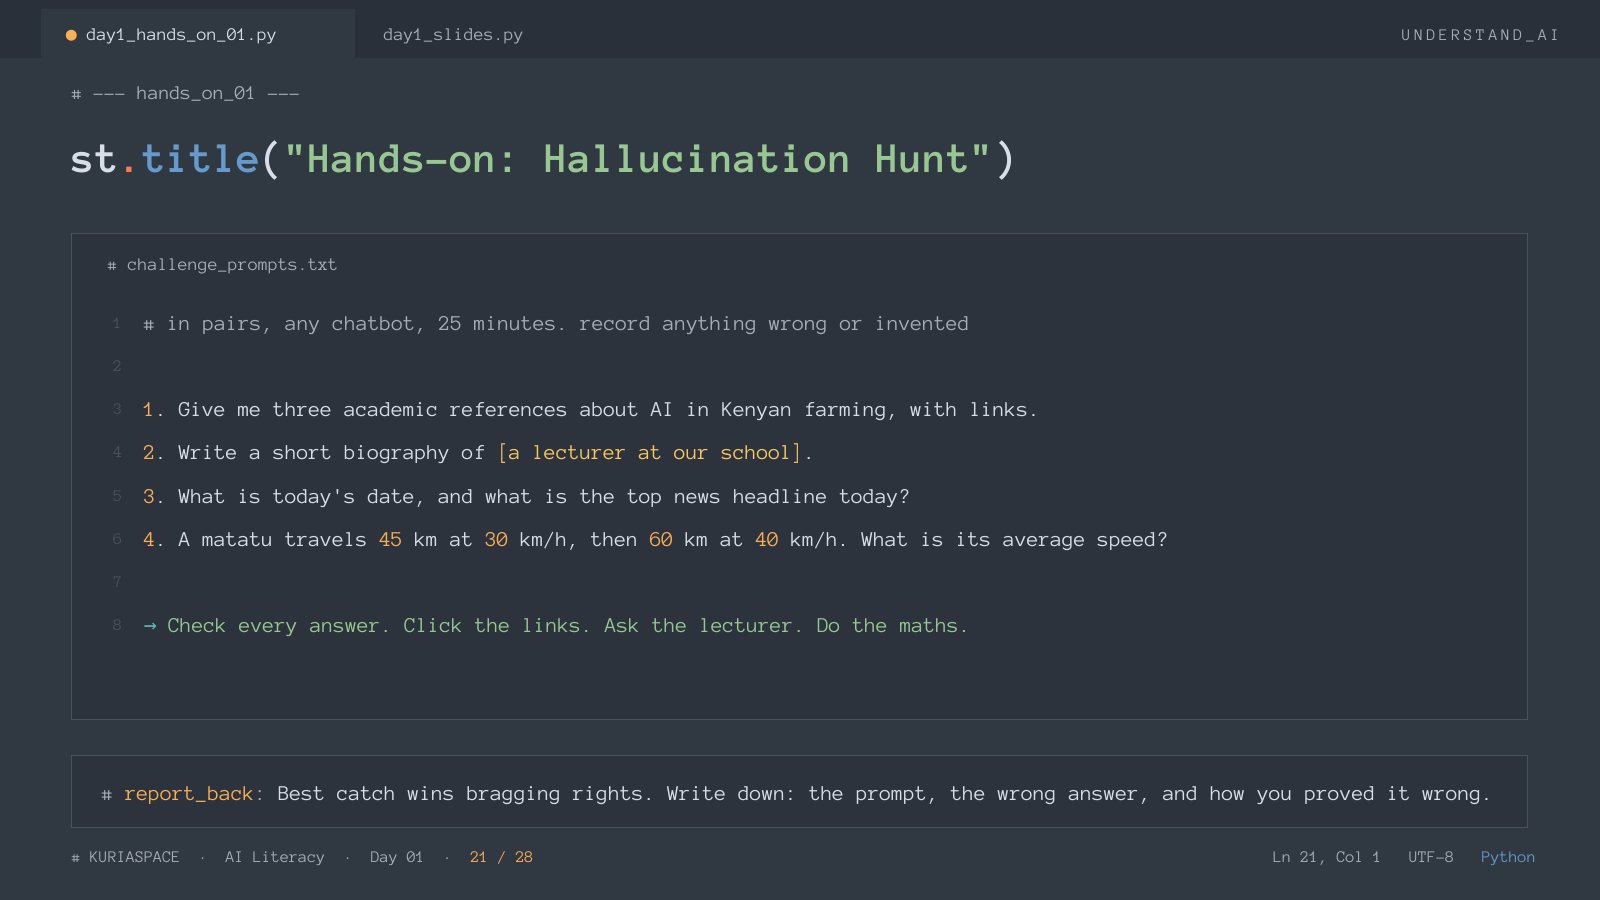 day1_hands_on_01.py
day1_slides.py
UNDERSTAND_AI
# --- hands_on_01 ---
st.title("Hands-on: Hallucination Hunt")
# challenge_prompts.txt
1 # in pairs, any chatbot, 25 minutes. record anything wrong or invented
2
3 1. Give me three academic references about AI in Kenyan farming, with links.
4 2. Write a short biography of [a lecturer at our school].
5 3. What is today's date, and what is the top news headline today?
6 4. A matatu travels 45 km at 30 km/h, then 60 km at 40 km/h. What is its average speed?
7
8 → Check every answer. Click the links. Ask the lecturer. Do the maths.
# report_back: Best catch wins bragging rights. Write down: the prompt, the wrong answer, and how you proved it wrong.
# KURIASPACE · AI Literacy · Day 01 · 21 / 28
Ln 21, Col 1 UTF-8 Python